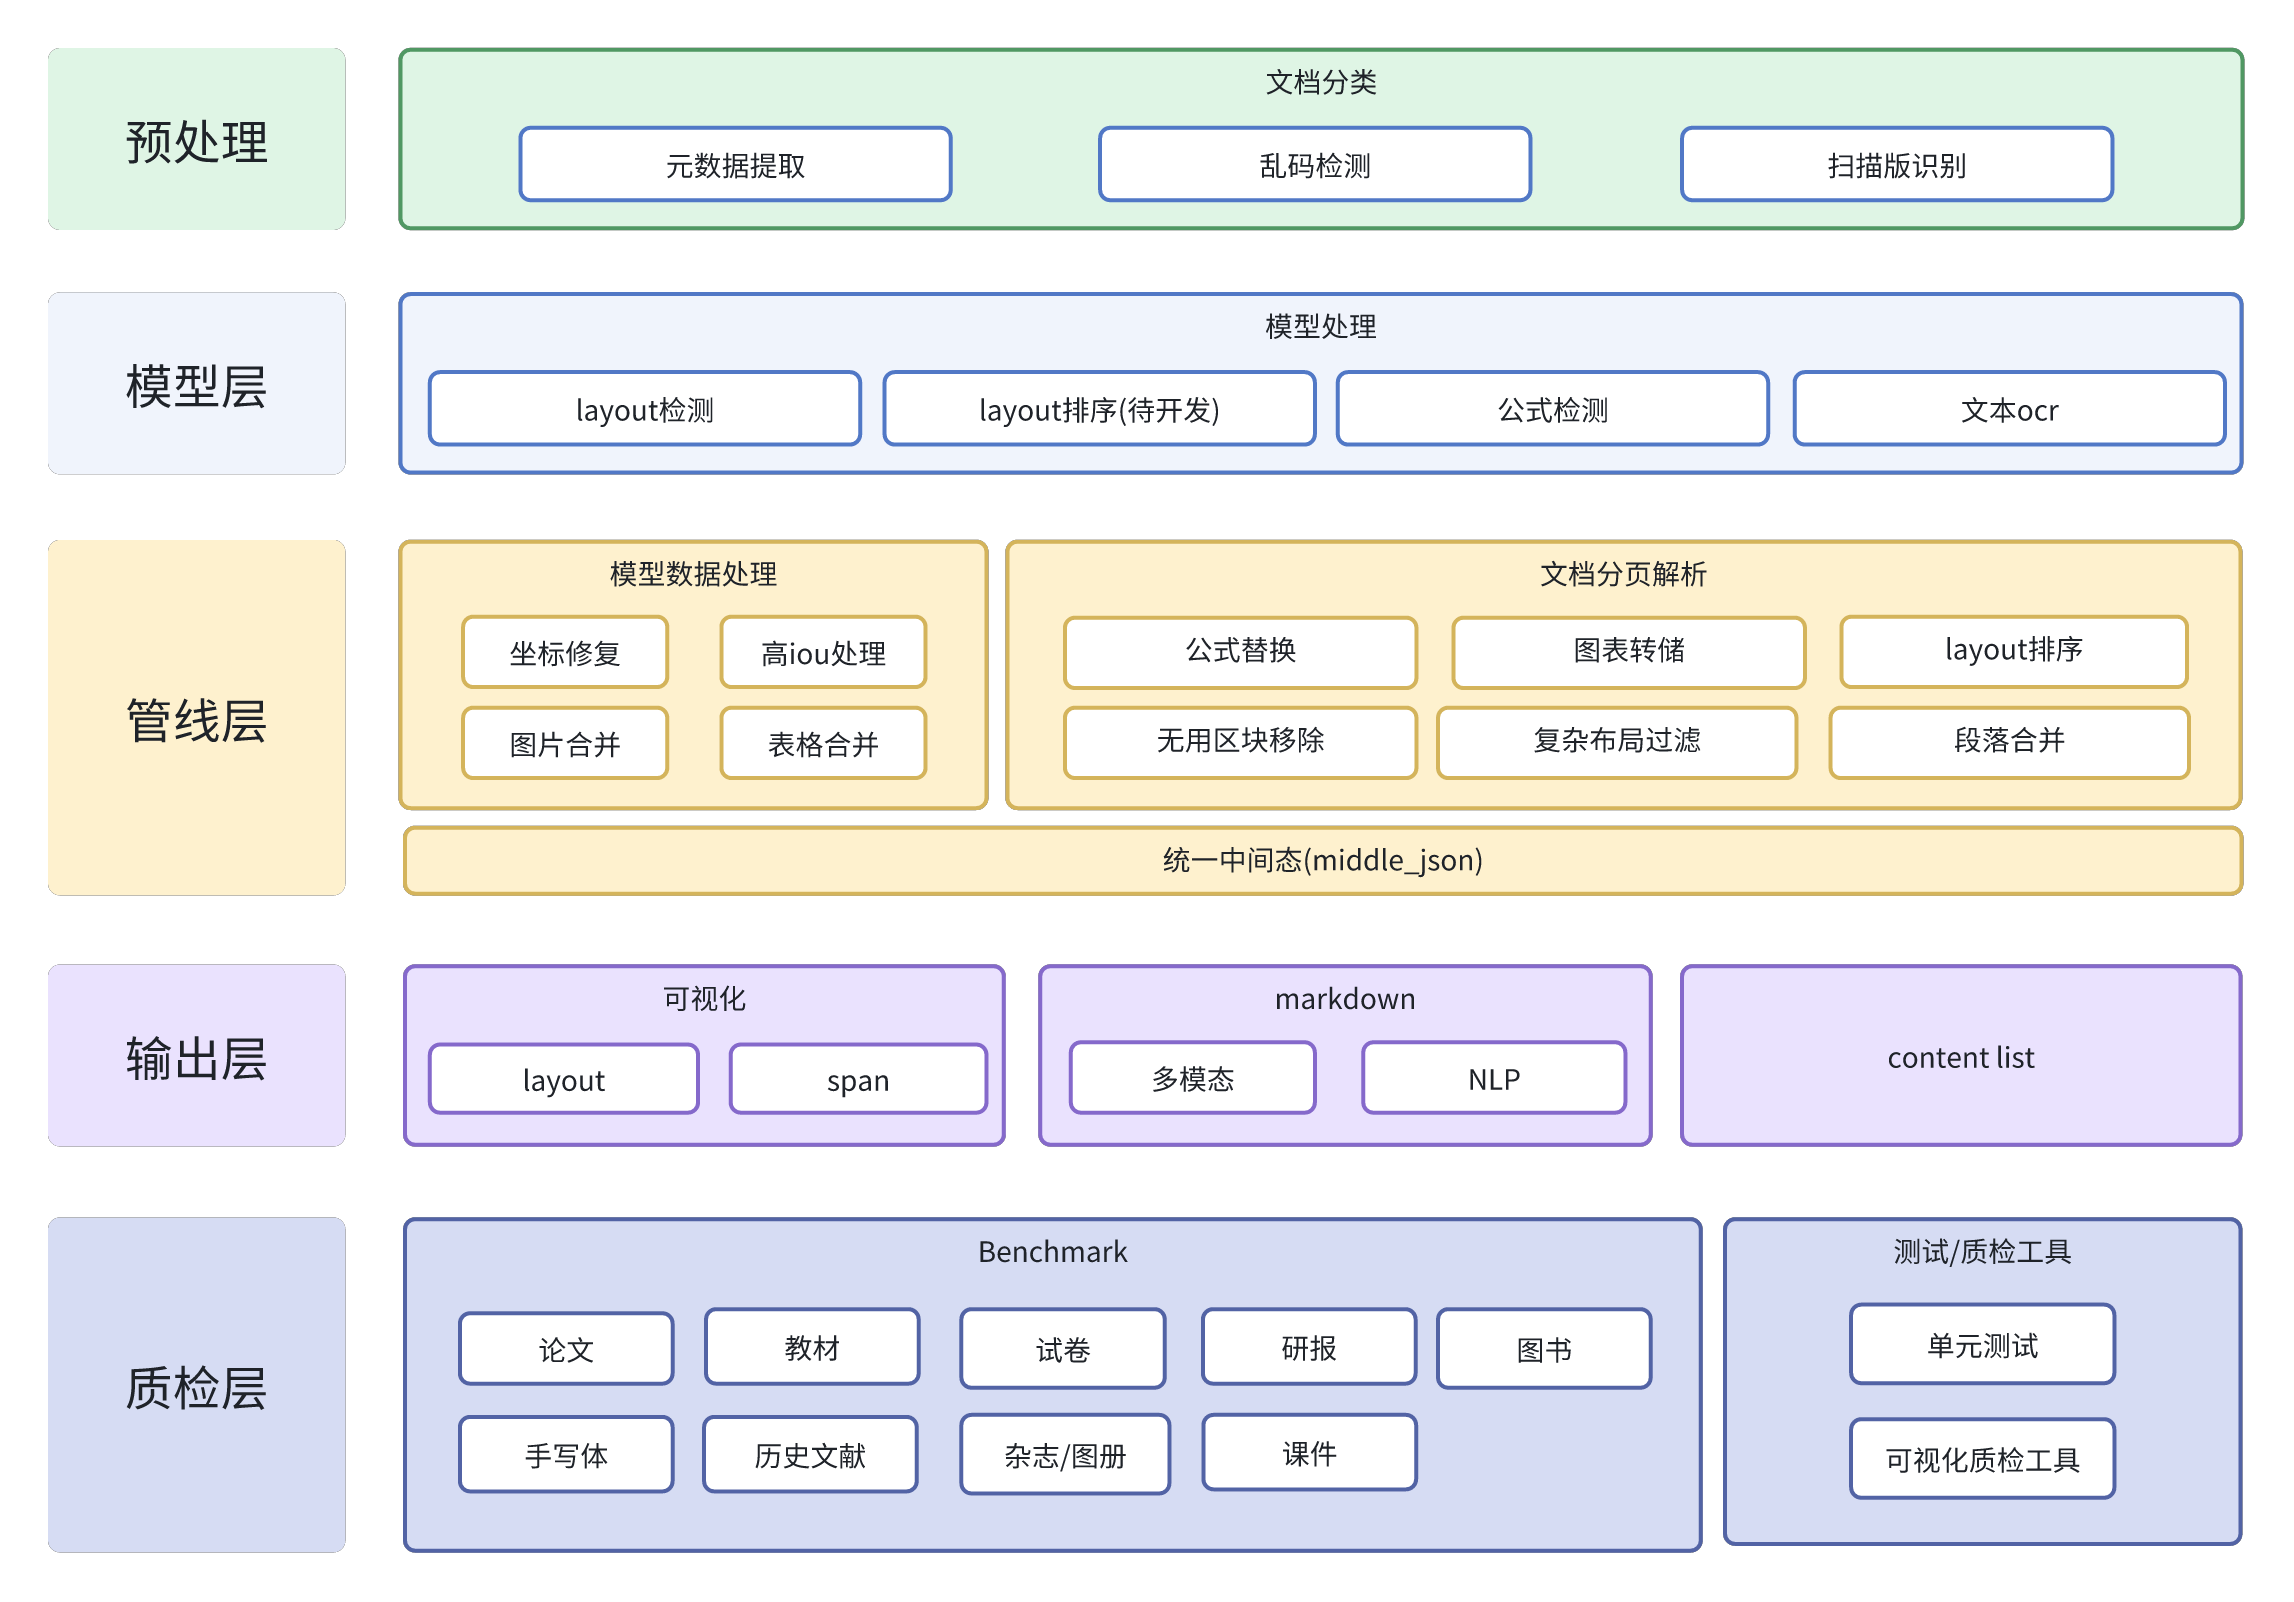 预处理
文档分类
元数据提取
乱码检测
扫描版识别
模型层
模型处理
layout检测
layout排序(待开发)
公式检测
文本ocr
管线层
模型数据处理
坐标修复
高iou处理
图片合并
表格合并
文档分页解析
公式替换
图表转储
layout排序
无用区块移除
复杂布局过滤
段落合并
统一中间态(middle_json)
输出层
可视化
layout
span
markdown
多模态
NLP
content list
质检层
Benchmark
论文
教材
试卷
研报
图书
手写体
历史文献
杂志/图册
课件
测试/质检工具
单元测试
可视化质检工具